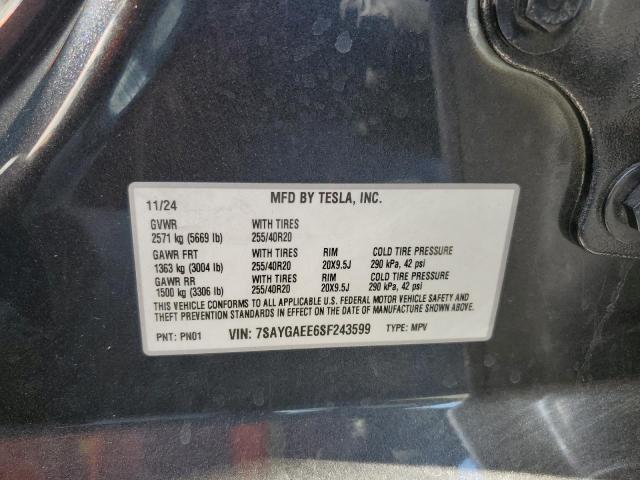 11/24 MFD BY TESLA, INC.
GVWR WITH TIRES
2571 kg (5669 lb) 255/40R20
GAWR FRT WITH TIRES RIM COLD TIRE PRESSURE
1363 kg (3004 lb) 255/40R20 20X9.5J 290 kPa, 42 psi
GAWR RR WITH TIRES RIM COLD TIRE PRESSURE
1500 kg (3306 lb) 255/40R20 20X9.5J 290 kPa, 42 psi
THIS VEHICLE CONFORMS TO ALL APPLICABLE U.S. FEDERAL MOTOR VEHICLE SAFETY AND
THEFT PREVENTION STANDARDS IN EFFECT ON THE DATE OF MANUFACTURE SHOWN ABOVE.
PNT: PN01 VIN: 7SAYGAEE6SF243599 TYPE: MPV